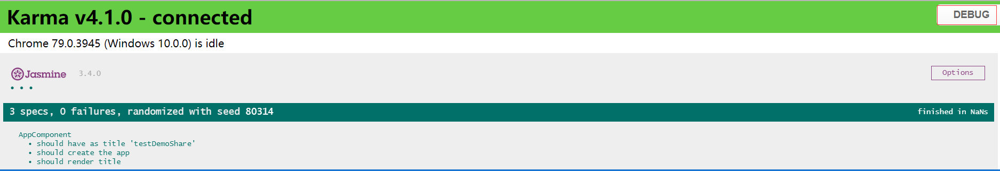 Karma v4.1.0 - connected
DEBUG
Chrome 79.0.3945 (Windows 10.0.0) is idle
Jasmine 3.4.0
Options
3 specs, 0 failures, randomized with seed 80314
finished in NaNs
AppComponent
• should have as title 'testDemoShare'
• should create the app
• should render title